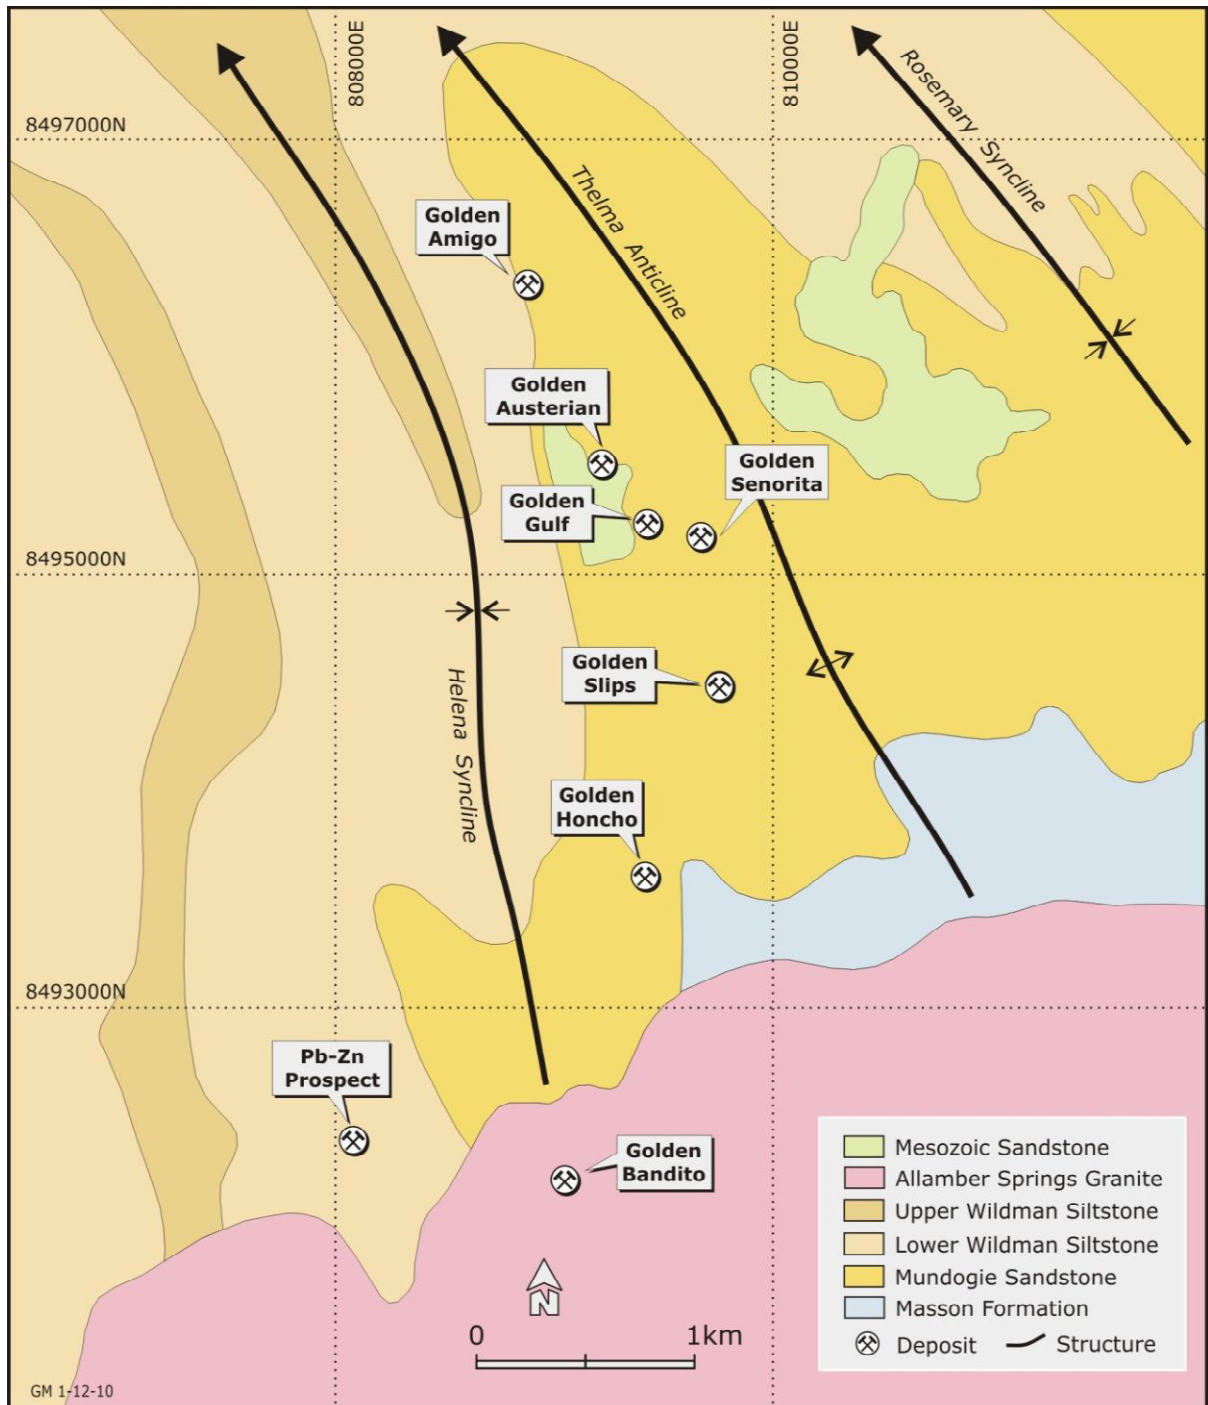 808000E
810000E
Rosemary Syncline
8497000N
Thelma Anticline
Golden
Amigo
Golden
Austerian
Golden
Senorita
Golden
Gulf
8495000N
Golden
Slips
Helena Syncline
Golden
Honcho
8493000N
Pb-Zn
Prospect
Golden
Bandito
N
0 1km
Mesozoic Sandstone
Allamber Springs Granite
Upper Wildman Siltstone
Lower Wildman Siltstone
Mundogie Sandstone
Masson Formation
Deposit Structure
GM 1-12-10